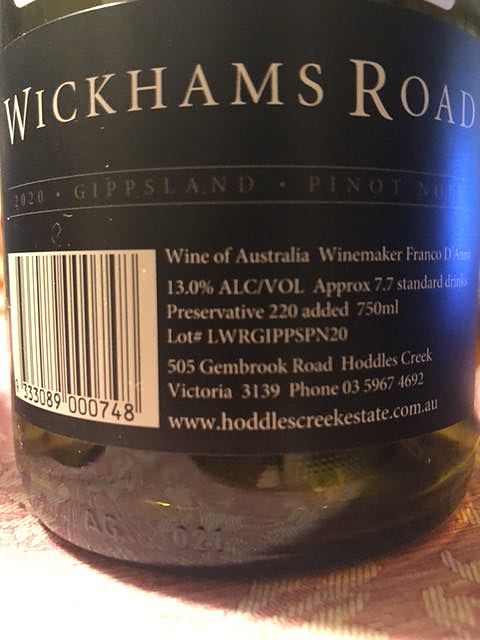 WICKHAMS ROAD
2020 • GIPPSLAND • PINOT
Wine of Australia Winemaker Franco D'Anna
13.0% ALC/VOL Approx 7.7 standard drinks
Preservative 220 added 750ml
Lot# LWRGIPPSPN20
505 Gembrook Road Hoddles Creek
Victoria 3139 Phone 03 5967 4692
www.hoddlescreekestate.com.au
9 333089 000748
AG 2021